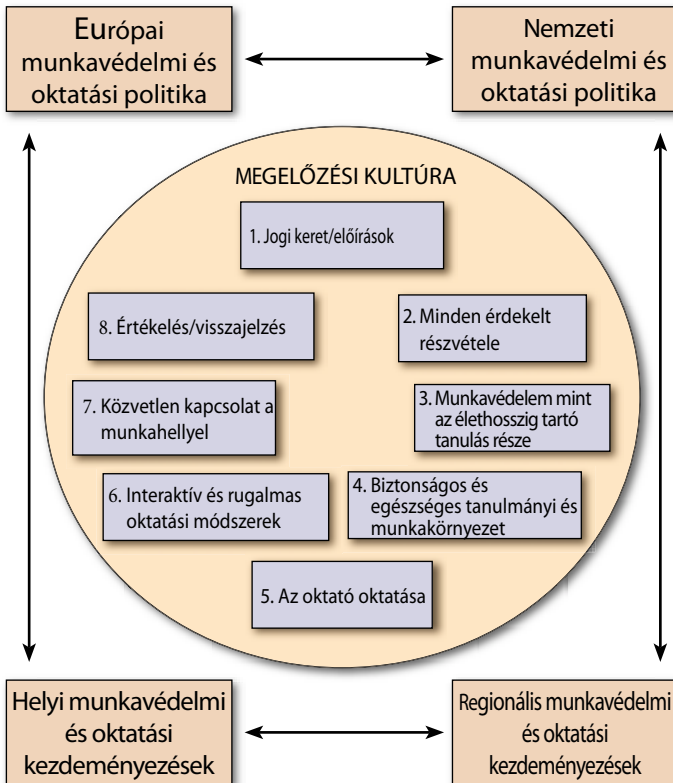 Európai
munkavédelmi és
oktatási politika
Nemzeti
munkavédelmi és
oktatási politika
MEGELŐZÉSI KULTÚRA
1. Jogi keret/előírások
2. Minden érdekelt
részvétele
3. Munkavédelem mint
az élethosszig tartó
tanulás része
4. Biztonságos és
egészséges tanulmányi és
munkakörnyezet
5. Az oktató oktatása
6. Interaktív és rugalmas
oktatási módszerek
7. Közvetlen kapcsolat a
munkahellyel
8. Értékelés/visszajelzés
Helyi munkavédelmi
és oktatási
kezdeményezések
Regionális munkavédelmi
és oktatási
kezdeményezések